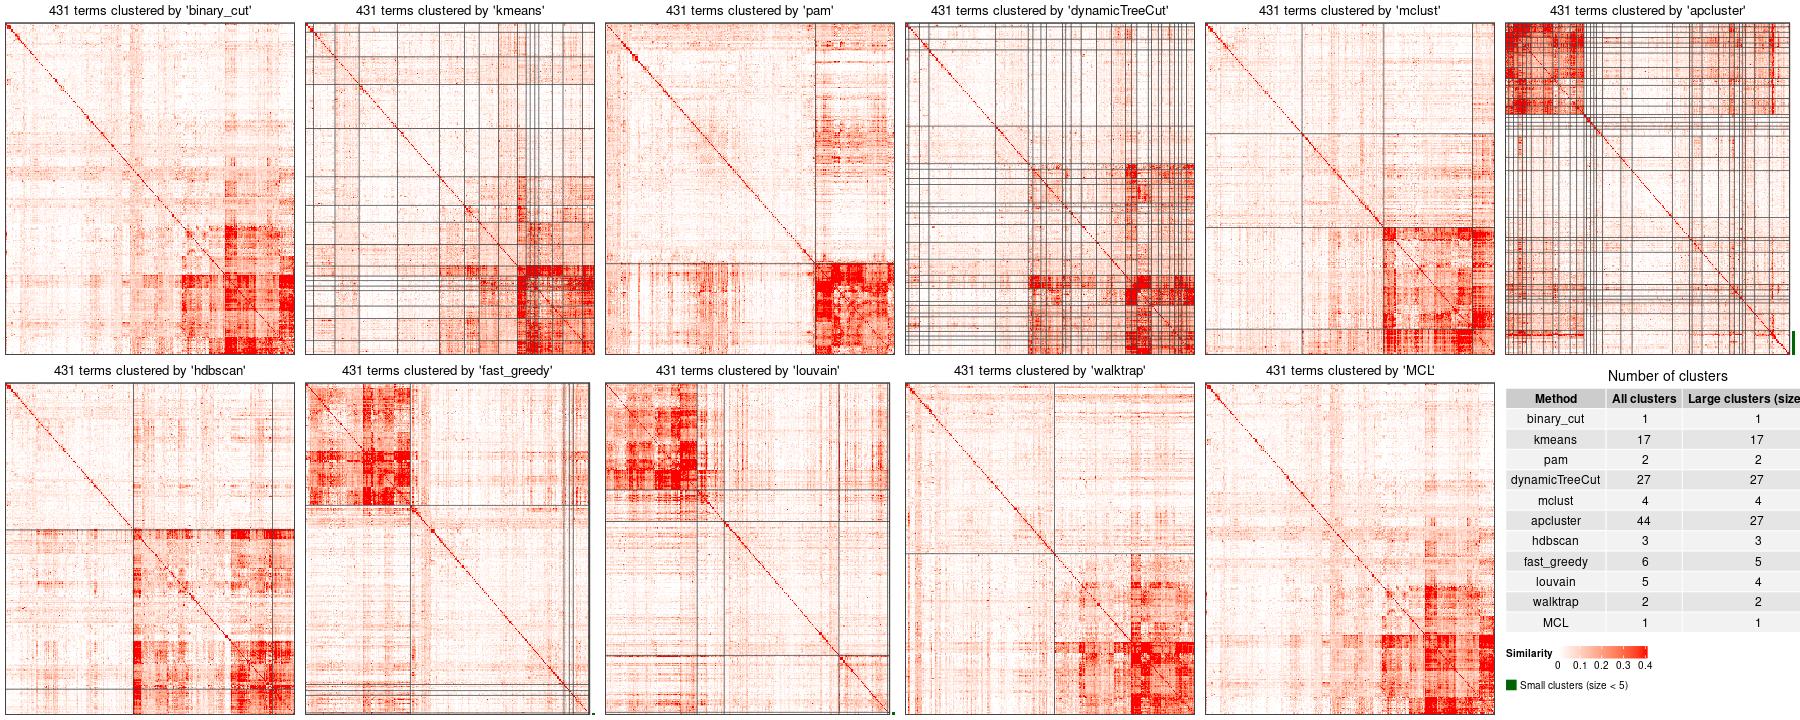 431 terms clustered by 'binary_cut'
431 terms clustered by 'kmeans'
431 terms clustered by 'pam'
431 terms clustered by 'dynamicTreeCut'
431 terms clustered by 'mclust'
431 terms clustered by 'apcluster'
431 terms clustered by 'hdbscan'
431 terms clustered by 'fast_greedy'
431 terms clustered by 'louvain'
431 terms clustered by 'walktrap'
431 terms clustered by 'MCL'
Number of clusters
Method All clusters Large clusters (size
binary_cut 1 1
kmeans 17 17
pam 2 2
dynamicTreeCut 27 27
mclust 4 4
apcluster 44 27
hdbscan 3 3
fast_greedy 6 5
louvain 5 4
walktrap 2 2
MCL 1 1
Similarity
0 0.1 0.2 0.3 0.4
Small clusters (size < 5)